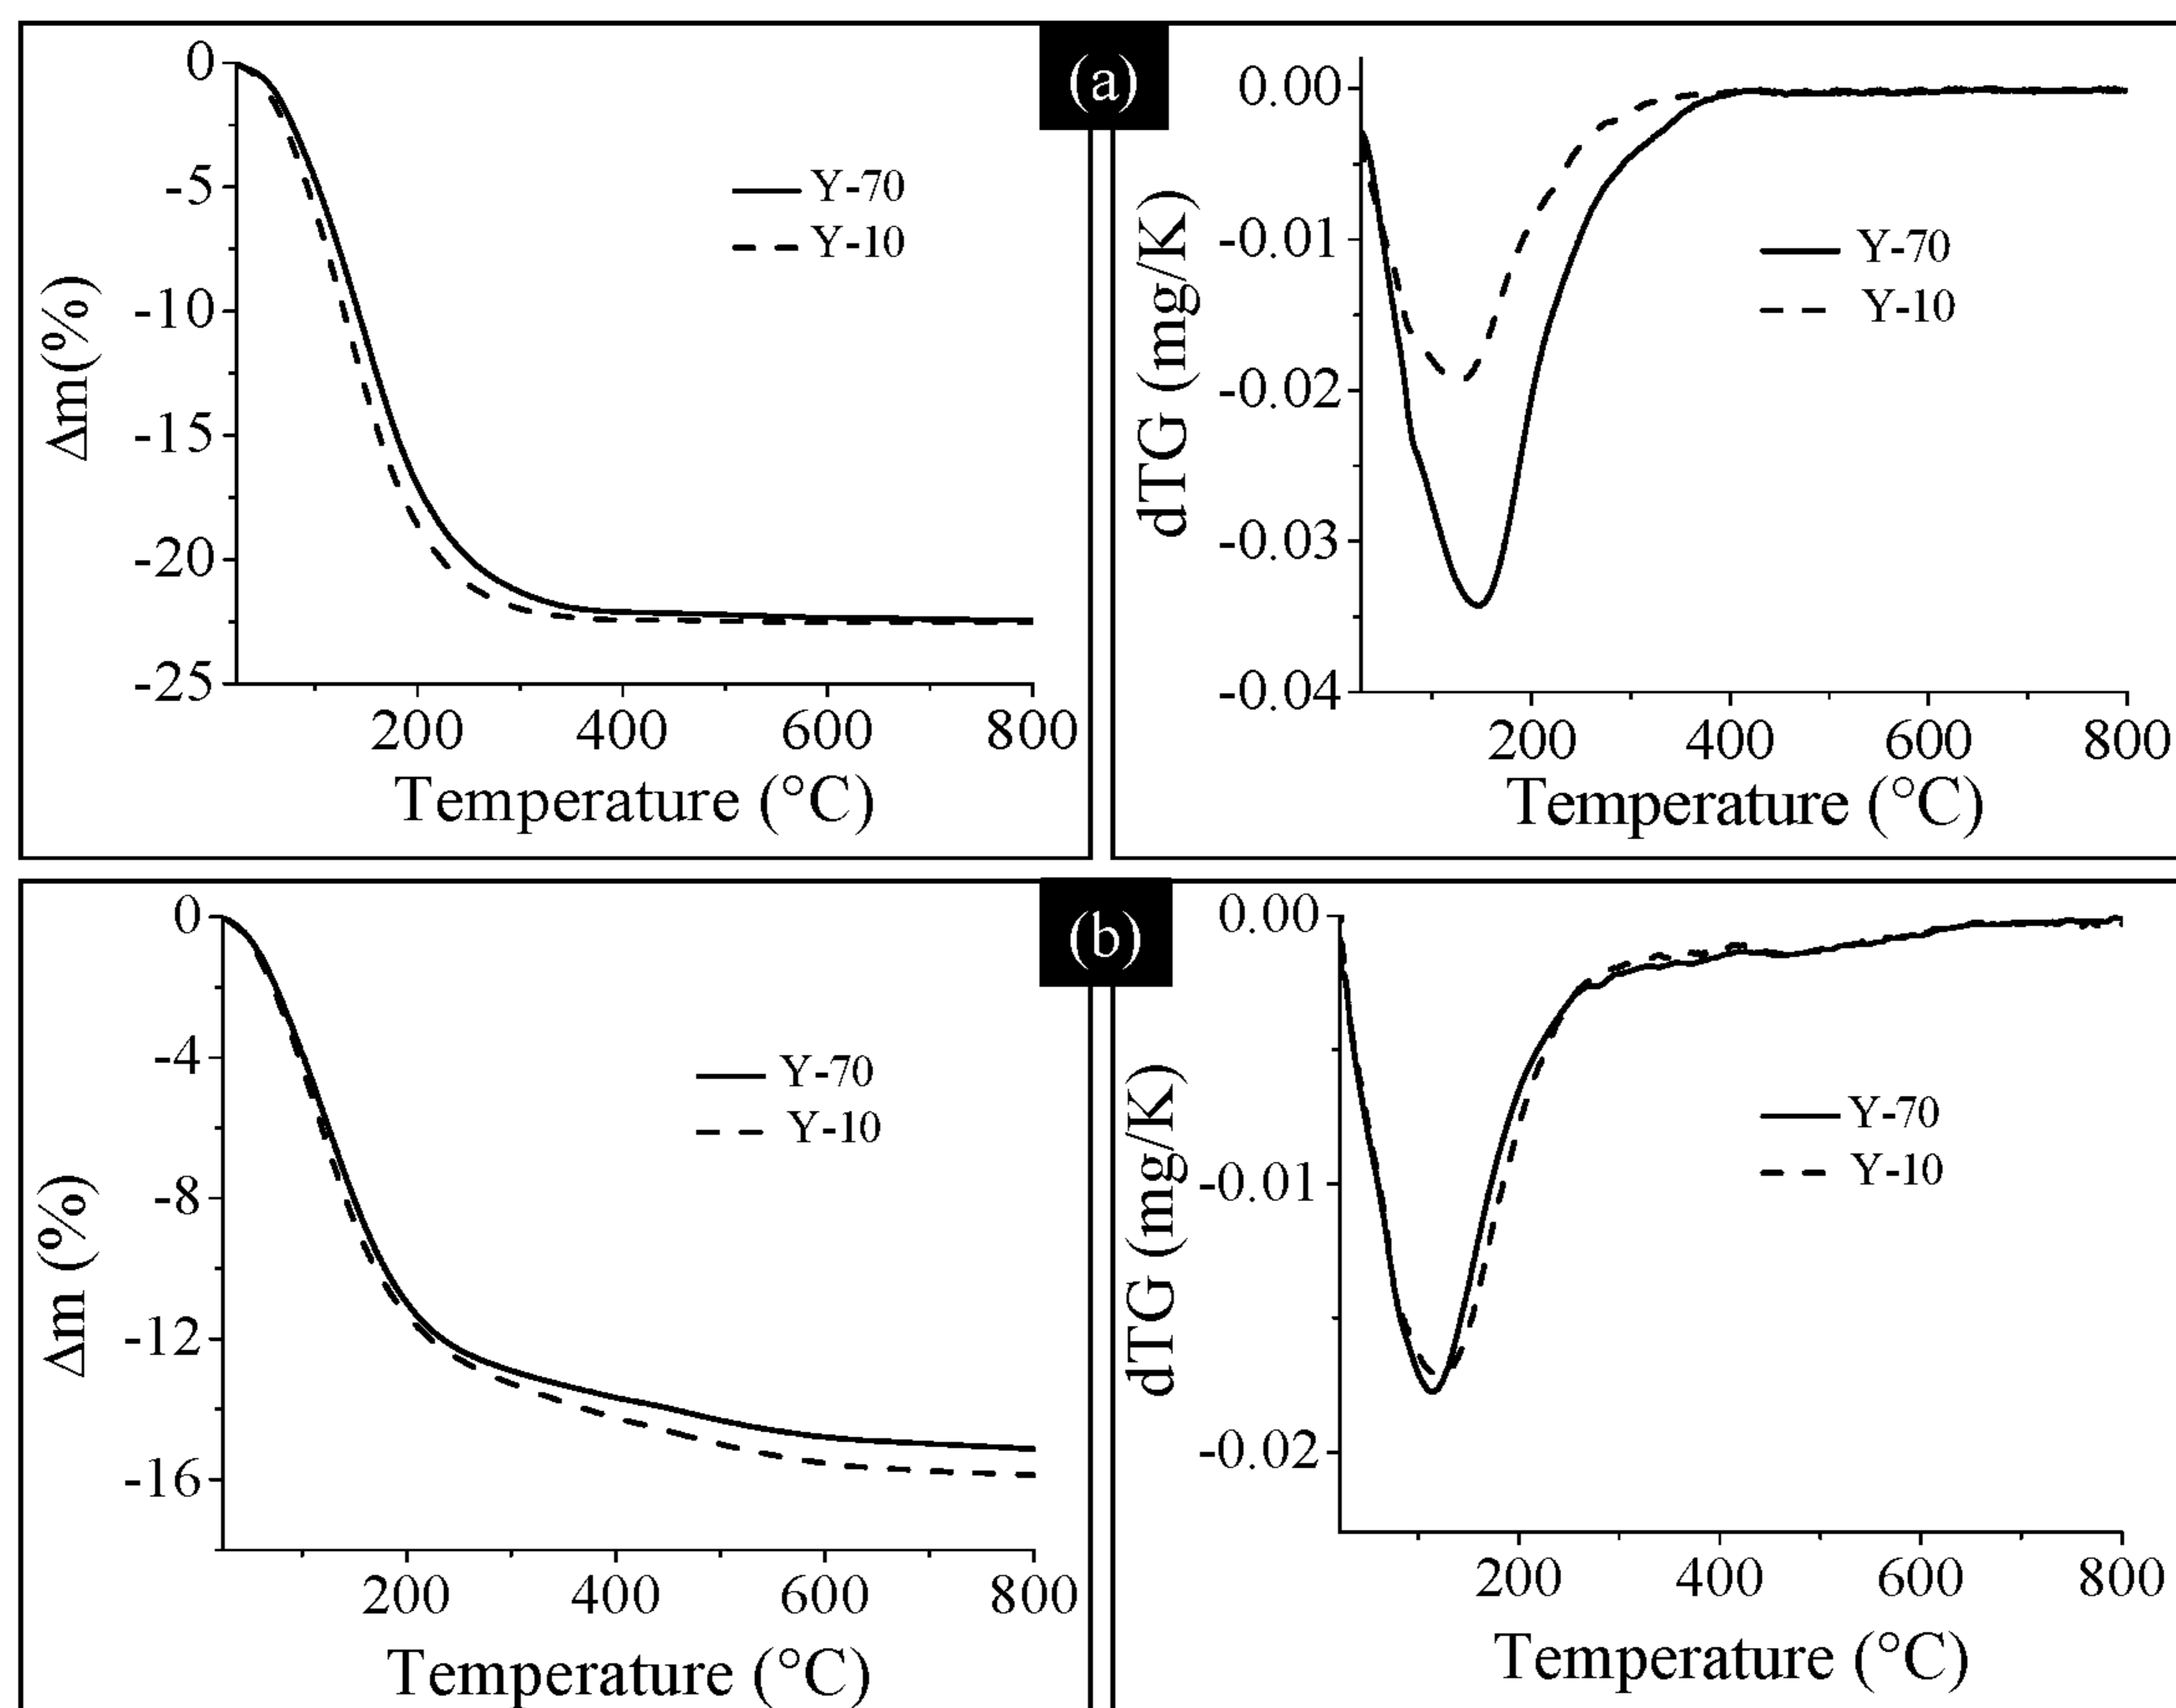 (a)
0
-5
-10
-15
-20
-25
Δm(%)
Y-70
Y-10
200 400 600 800
Temperature (°C)
0.00
-0.01
-0.02
-0.03
-0.04
dTG (mg/K)
Y-70
Y-10
200 400 600 800
Temperature (°C)
(b)
0
-4
-8
-12
-16
Δm (%)
Y-70
Y-10
200 400 600 800
Temperature (°C)
0.00
-0.01
-0.02
dTG (mg/K)
Y-70
Y-10
200 400 600 800
Temperature (°C)